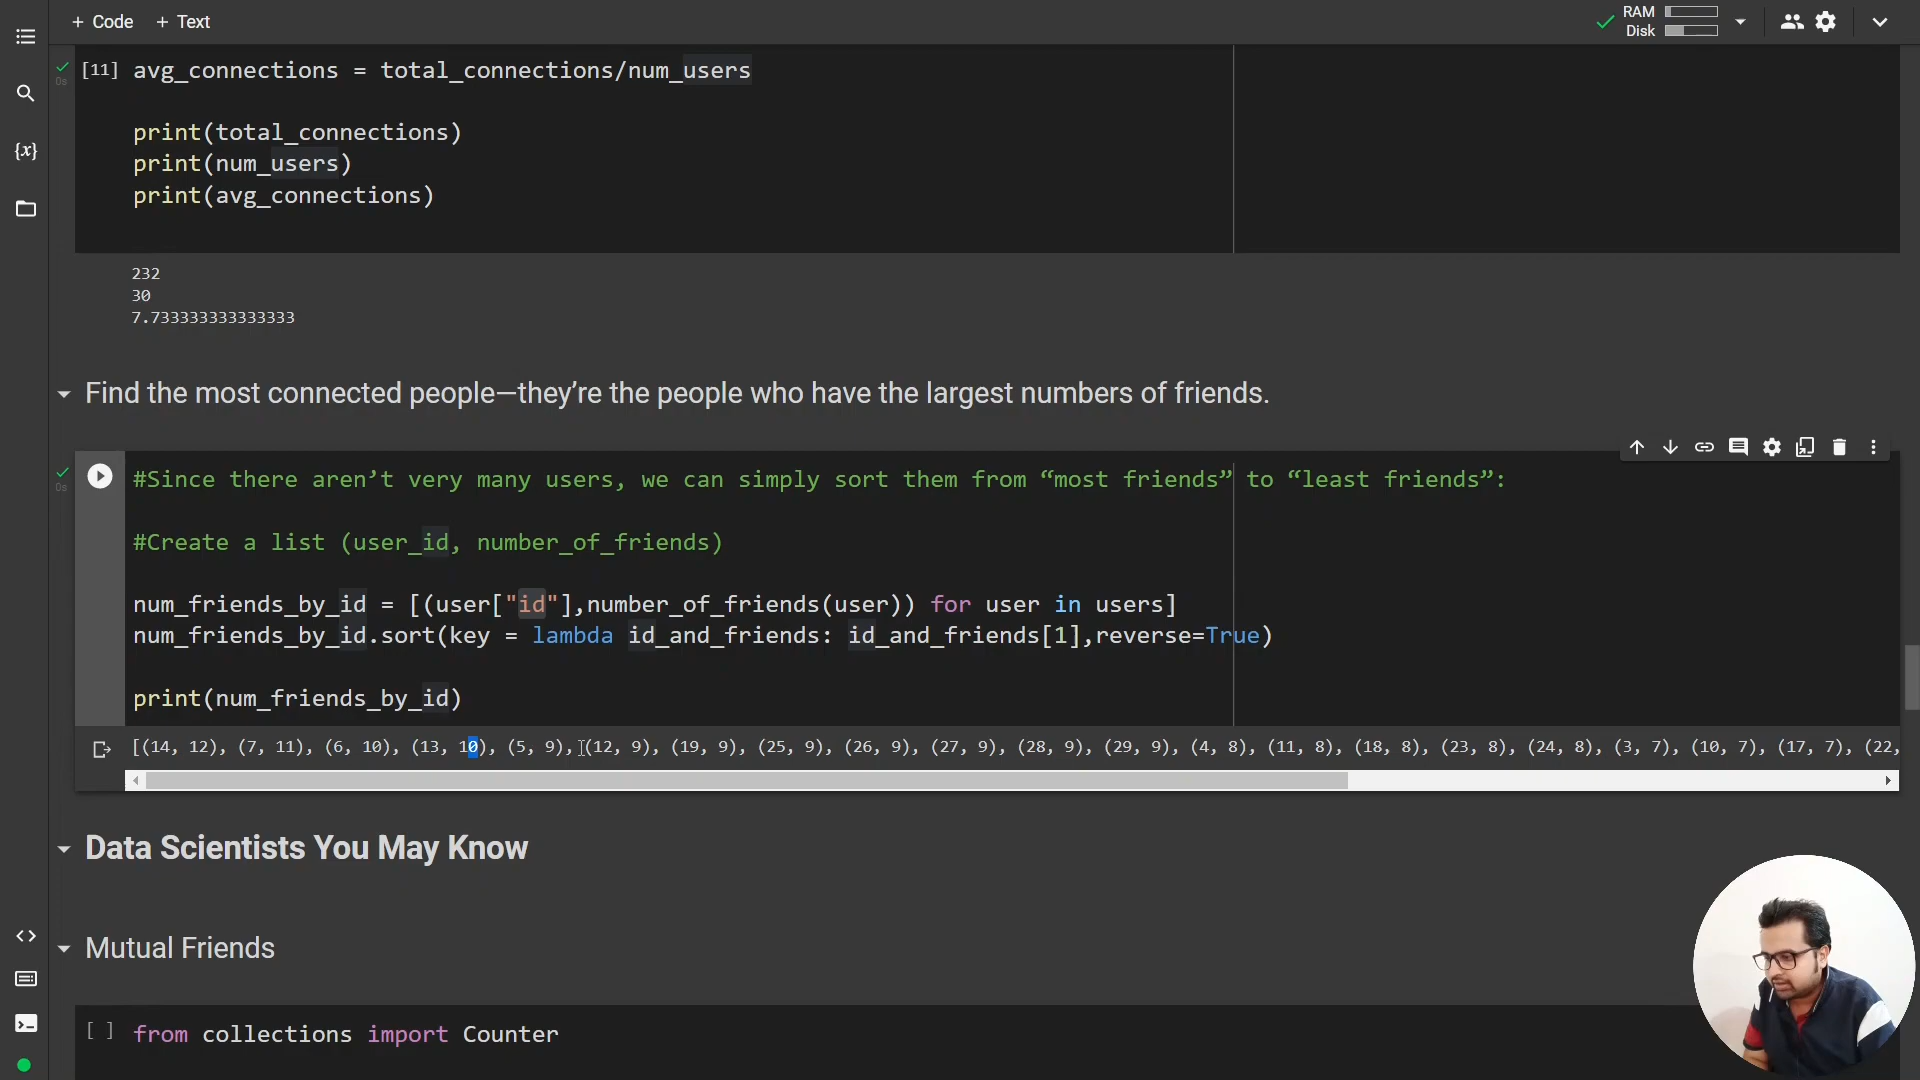 + Code + Text
RAM
Disk
{x}
[11] avg_connections = total_connections/num_users
0s
print(total_connections)
print(num_users)
print(avg_connections)
232
30
7.733333333333333
Find the most connected people—they’re the people who have the largest numbers of friends.
#Since there aren’t very many users, we can simply sort them from “most friends” to “least friends”:
0s
#Create a list (user_id, number_of_friends)
num_friends_by_id = [(user["id"],number_of_friends(user)) for user in users]
num_friends_by_id.sort(key = lambda id_and_friends: id_and_friends[1],reverse=True)
print(num_friends_by_id)
[(14, 12), (7, 11), (6, 10), (13, 10), (5, 9), (12, 9), (19, 9), (25, 9), (26, 9), (27, 9), (28, 9), (29, 9), (4, 8), (11, 8), (18, 8), (23, 8), (24, 8), (3, 7), (10, 7), (17, 7), (22,
Data Scientists You May Know
Mutual Friends
[ ] from collections import Counter